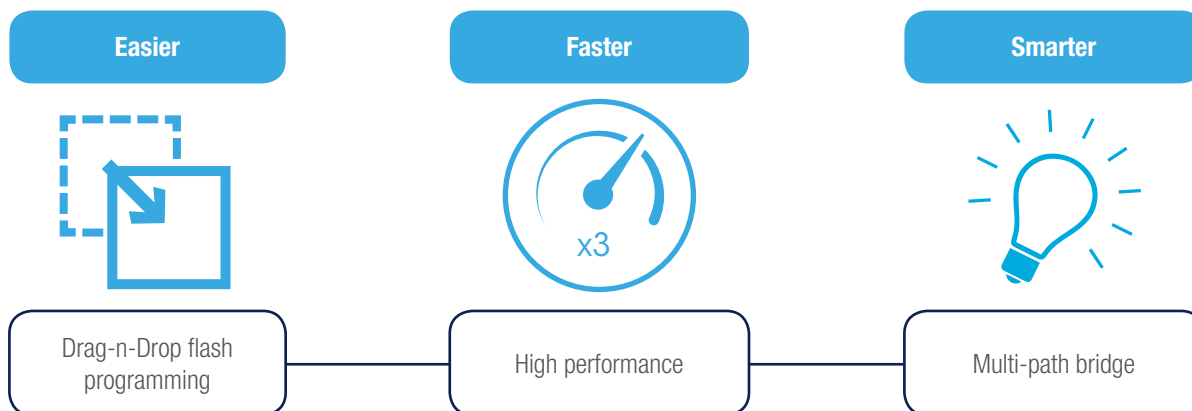 Easier
Faster
Smarter
x3
Drag-n-Drop flash
programming
High performance
Multi-path bridge